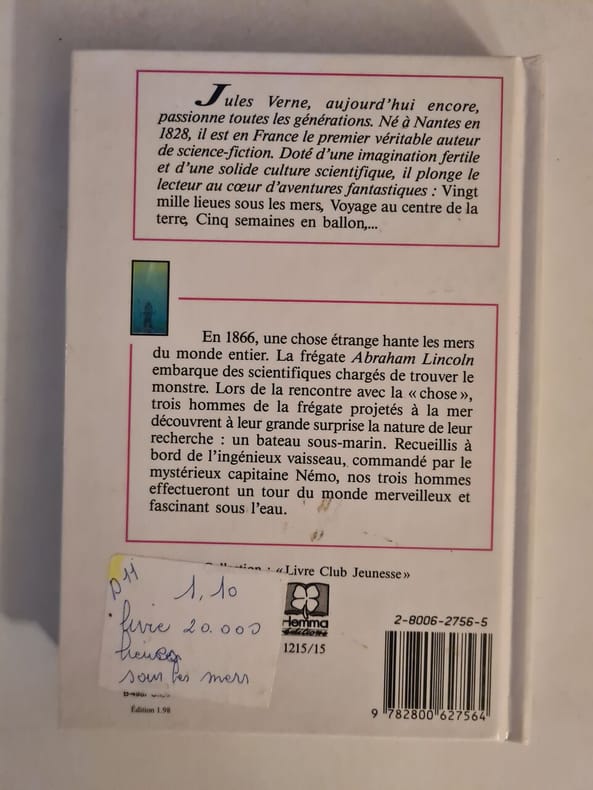 Jules Verne, aujourd'hui encore,
passionne toutes les générations. Né à Nantes en
1828, il est en France le premier véritable auteur
de science-fiction. Doté d'une imagination fertile
et d'une solide culture scientifique, il plonge le
lecteur au cœur d'aventures fantastiques : Vingt
mille lieues sous les mers, Voyage au centre de la
terre, Cinq semaines en ballon,...
En 1866, une chose étrange hante les mers
du monde entier. La frégate Abraham Lincoln
embarque des scientifiques chargés de trouver le
monstre. Lors de la rencontre avec la « chose »,
trois hommes de la frégate projetés à la mer
découvrent à leur grande surprise la nature de leur
recherche : un bateau sous-marin. Recueillis à
bord de l'ingénieux vaisseau, commandé par le
mystérieux capitaine Némo, nos trois hommes
effectueront un tour du monde merveilleux et
fascinant sous l'eau.
Collection : « Livre Club Jeunesse »
D11
1,10
livre 20.000
sous les mers
Hemma
éditions
1215/15
2-8006-2756-5
9 782800 627564
Édition 1.98